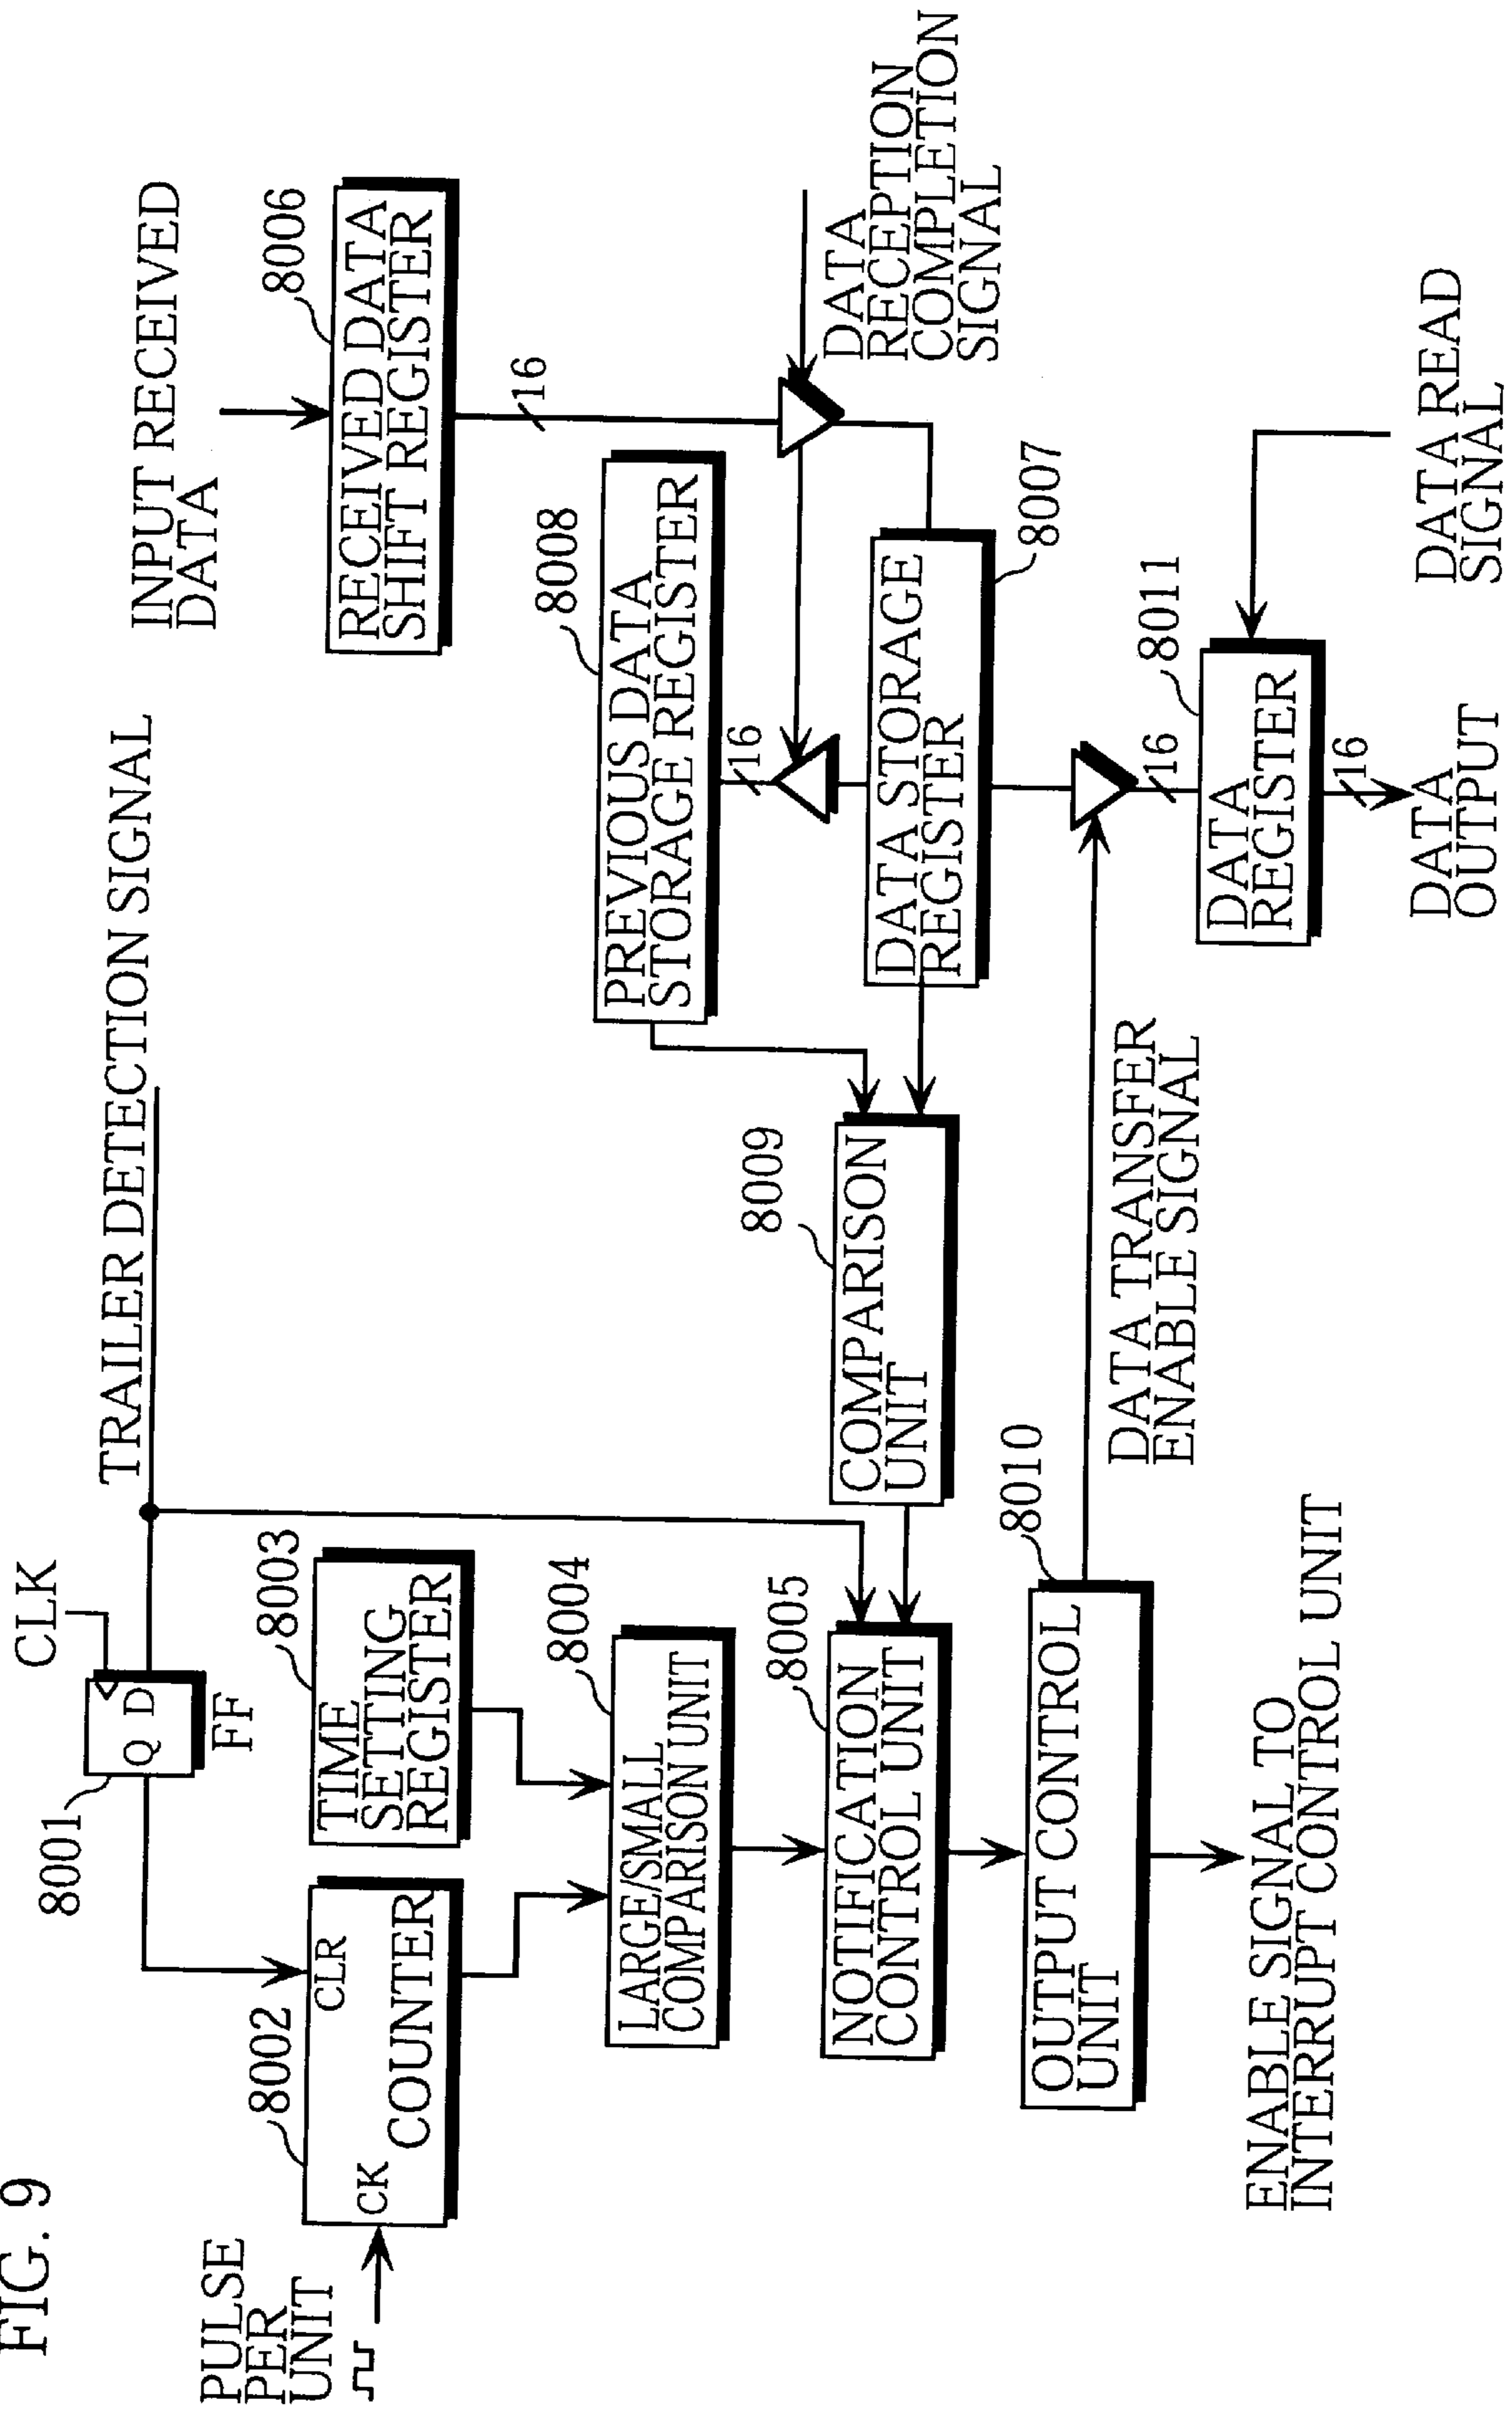 FIG. 9
PULSE
PER
UNIT
8001
Q D
FF
CLK
TRAILER DETECTION SIGNAL
INPUT RECEIVED
DATA
8002
CLR
CK
COUNTER
8003
TIME
SETTING
REGISTER
8006
RECEIVED DATA
SHIFT REGISTER
16
8004
LARGE/SMALL
COMPARISON UNIT
8008
PREVIOUS DATA
STORAGE REGISTER
16
DATA
RECEPTION
COMPLETION
SIGNAL
8005
NOTIFICATION
CONTROL UNIT
8009
COMPARISON
UNIT
8007
DATA STORAGE
REGISTER
8010
OUTPUT CONTROL
UNIT
DATA TRANSFER
ENABLE SIGNAL
16
8011
DATA
REGISTER
16
ENABLE SIGNAL TO
INTERRUPT CONTROL UNIT
DATA
OUTPUT
DATA READ
SIGNAL